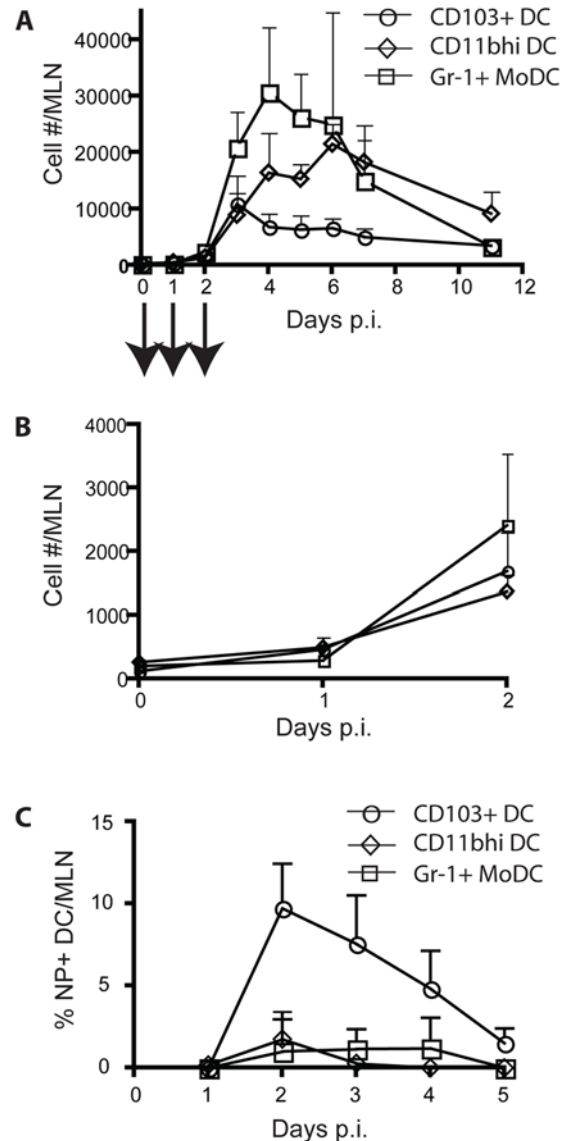 A
CD103+ DC
CD11bhi DC
Gr-1+ MoDC
Cell #/MLN
40000
30000
20000
10000
0
0 1 2 4 6 8 10 12
Days p.i.
B
Cell #/MLN
4000
3000
2000
1000
0
0 1 2
Days p.i.
C
CD103+ DC
CD11bhi DC
Gr-1+ MoDC
% NP+ DC/MLN
15
10
5
0
0 1 2 3 4 5
Days p.i.